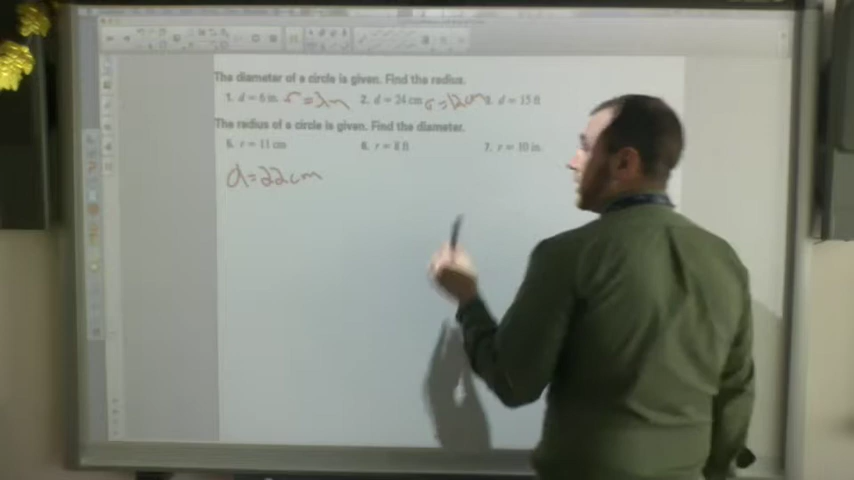 The diameter of a circle is given. Find the radius.
1. d = 6 in. r = 3in 2. d = 24 cm r = 12cm 3. d = 15 ft
The radius of a circle is given. Find the diameter.
5. r = 11 cm 6. r = 8 ft 7. r = 10 in.
d = 22cm